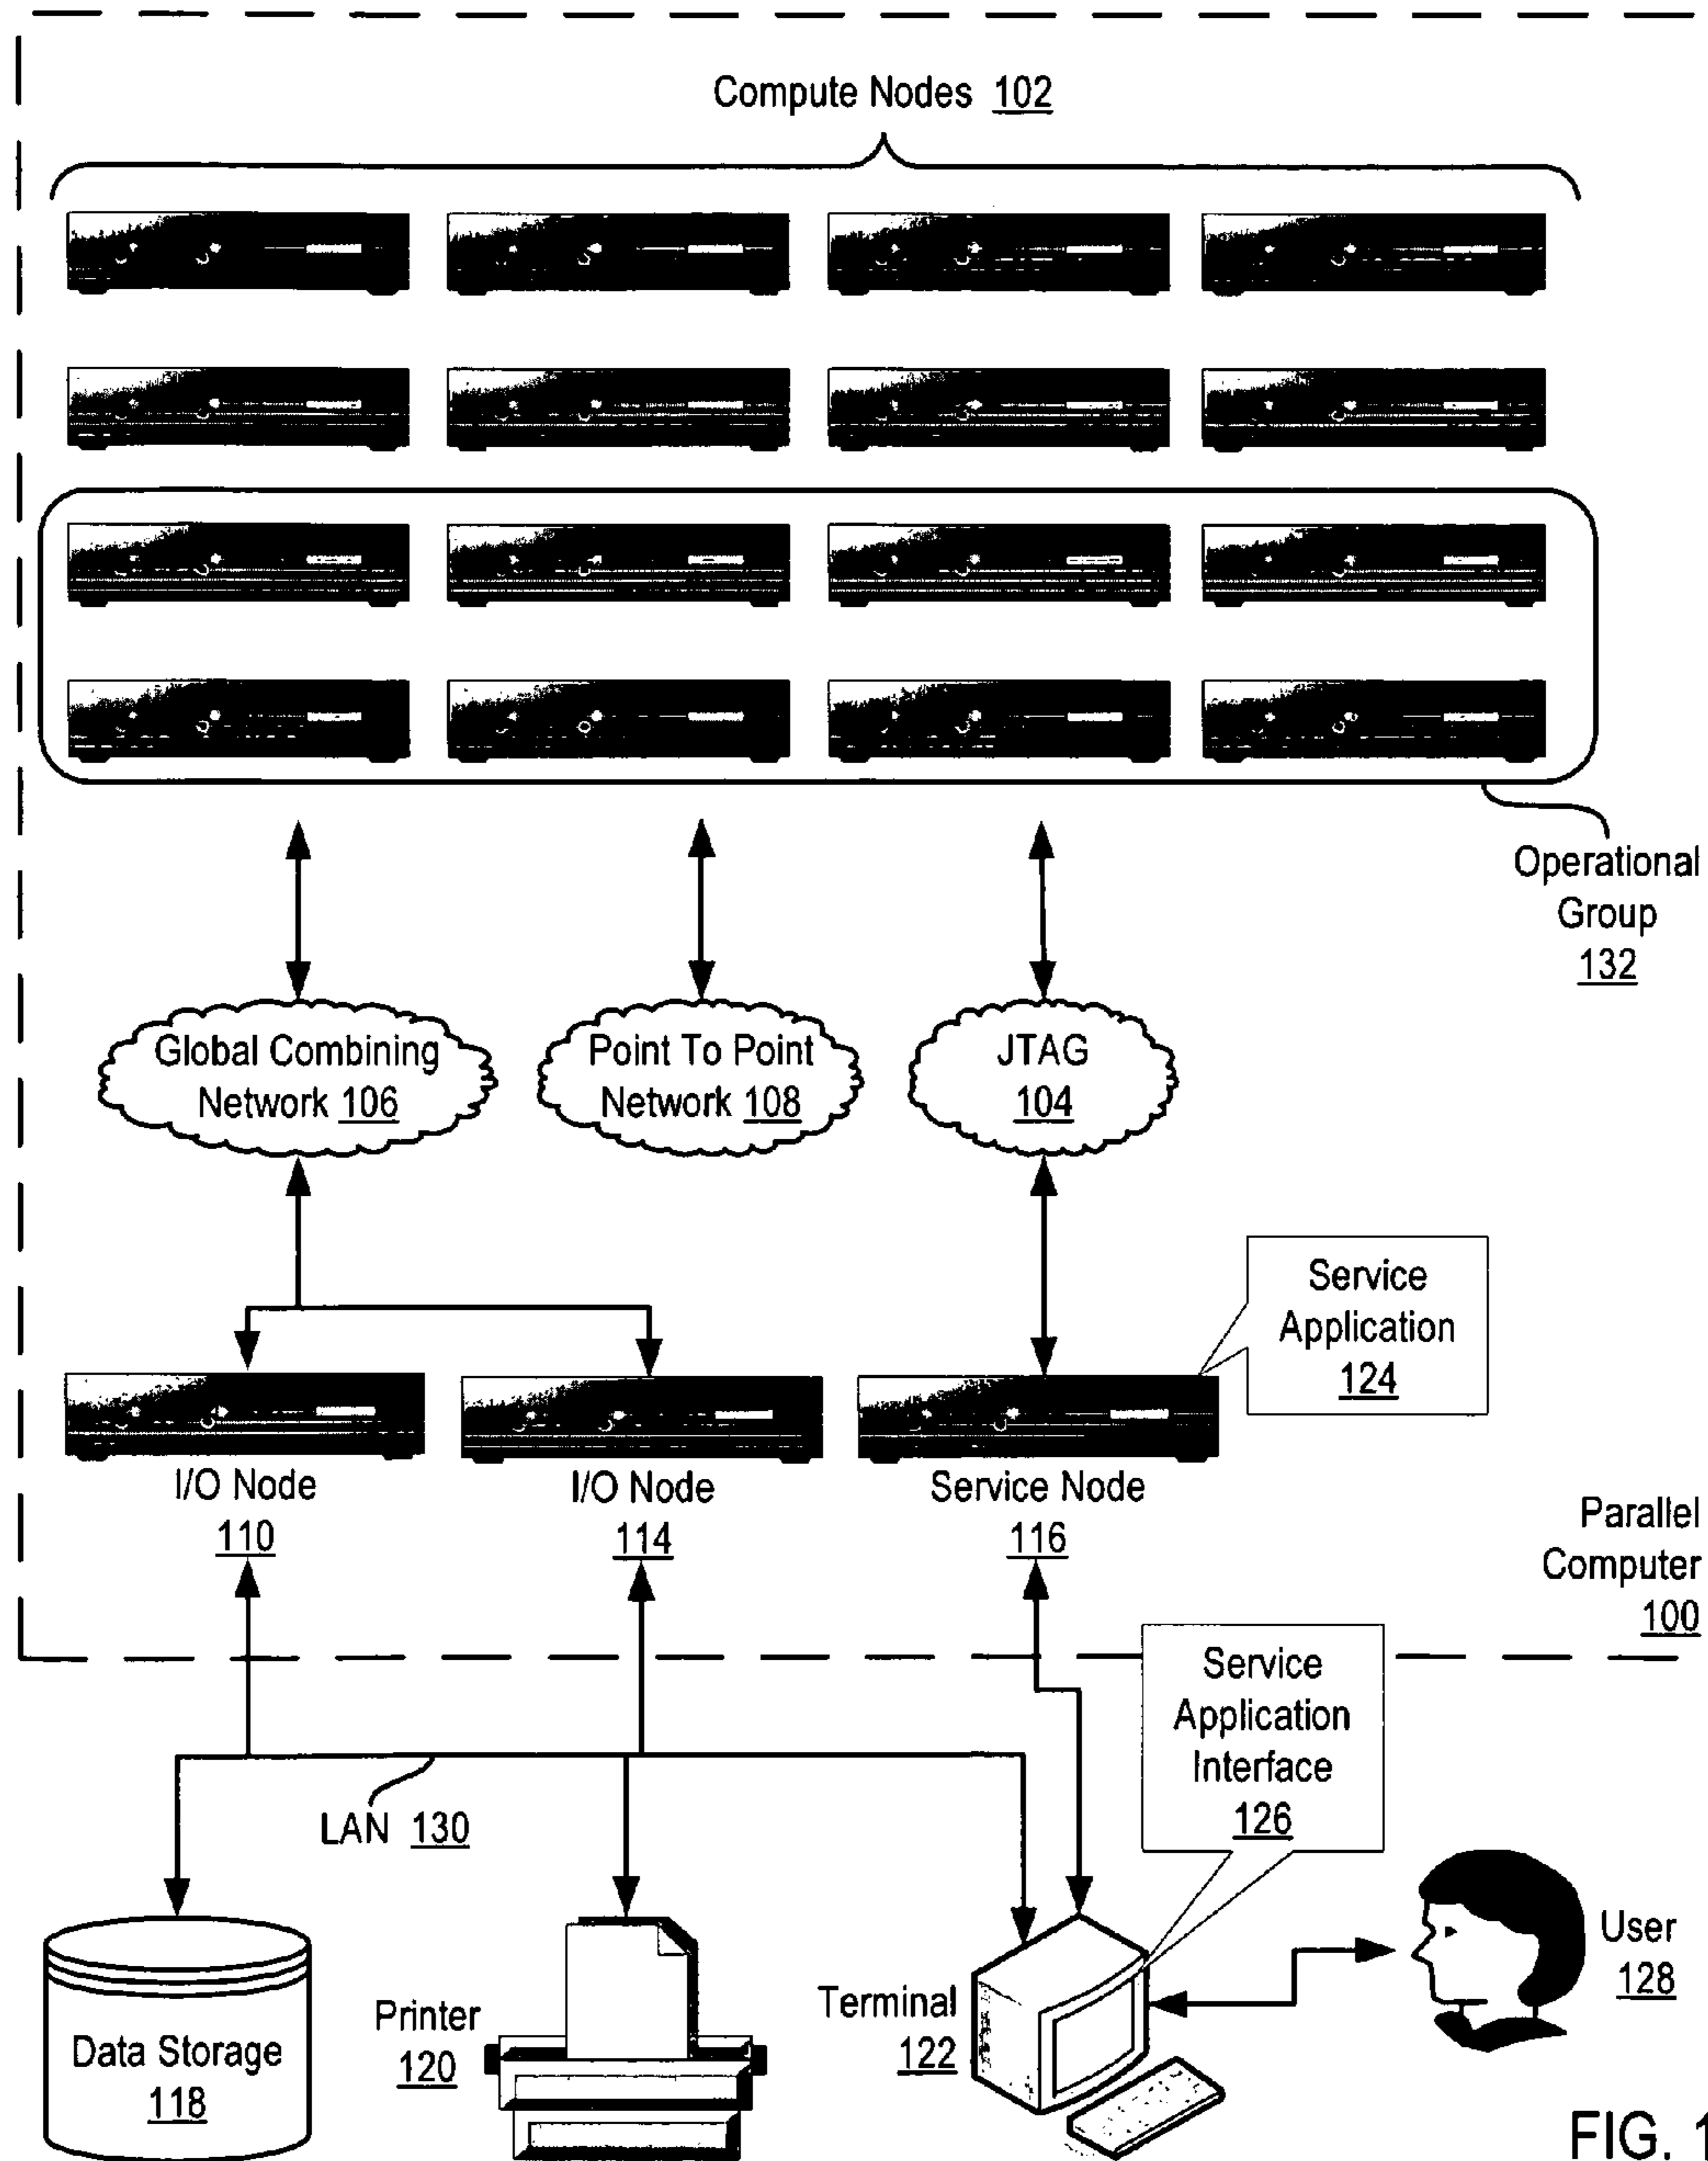 Compute Nodes 102
Operational
Group
132
Global Combining
Network 106
Point To Point
Network 108
JTAG
104
Service
Application
124
I/O Node
110
I/O Node
114
Service Node
116
Parallel
Computer
100
Service
Application
Interface
126
LAN 130
Data Storage
118
Printer
120
Terminal
122
User
128
FIG. 1